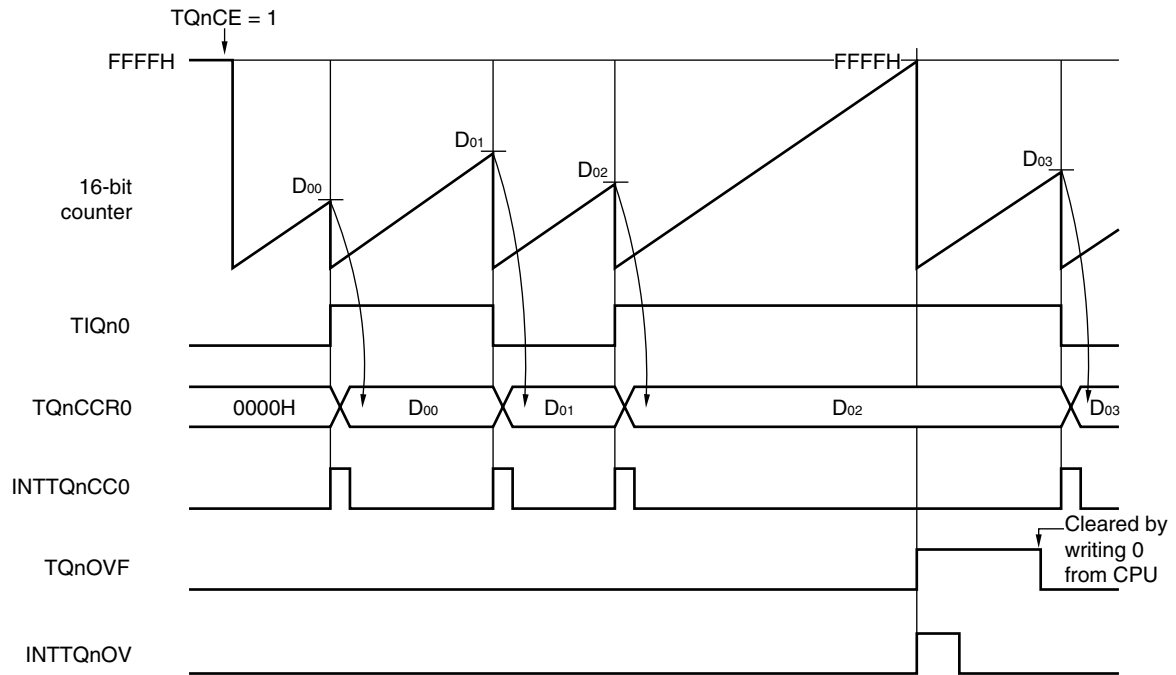 TQnCE = 1
FFFFH
FFFFH
D01
D03
D02
D00
16-bit
counter
TIQn0
TQnCCR0
0000H
D00
D01
D02
D03
INTTQnCC0
Cleared by
writing 0
from CPU
TQnOVF
INTTQnOV